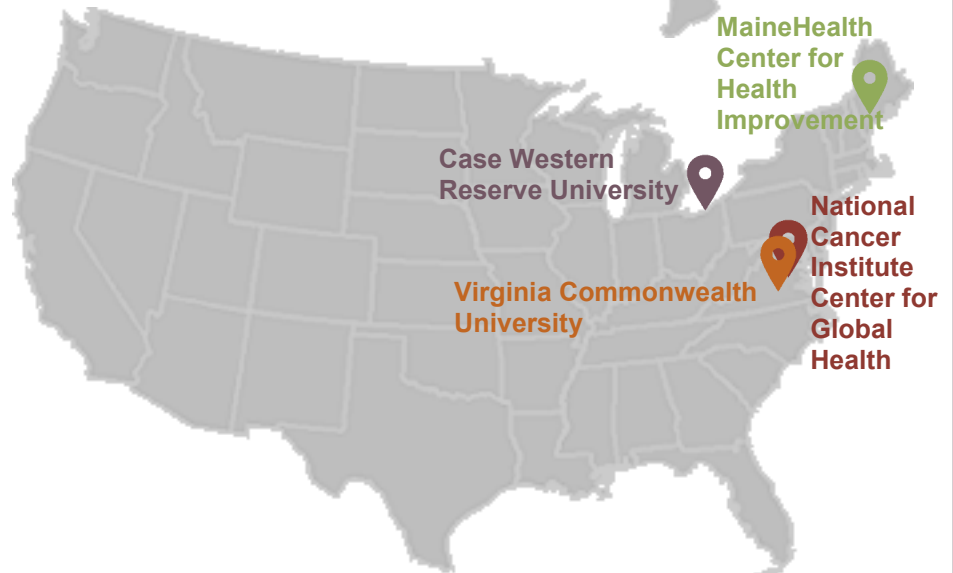 MaineHealth
Center for
Health
Improvement
Case Western
Reserve University
National
Cancer
Institute
Center for
Global
Health
Virginia Commonwealth
University